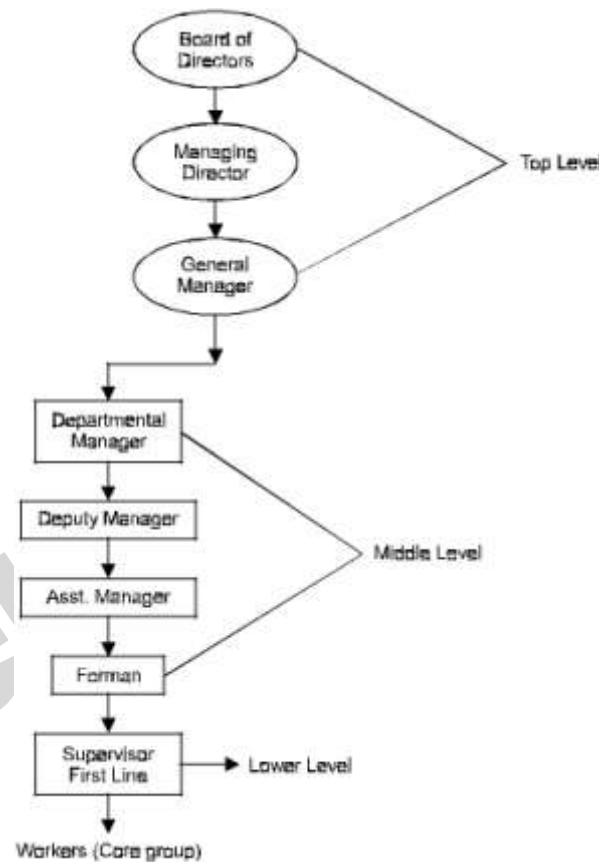 Board of
Directors
Managing
Director
Top Level
General
Manager
Departmental
Manager
Deputy Manager
Middle Level
Asst. Manager
Forman
Supervisor
First Line
Lower Level
Workers (Core group)